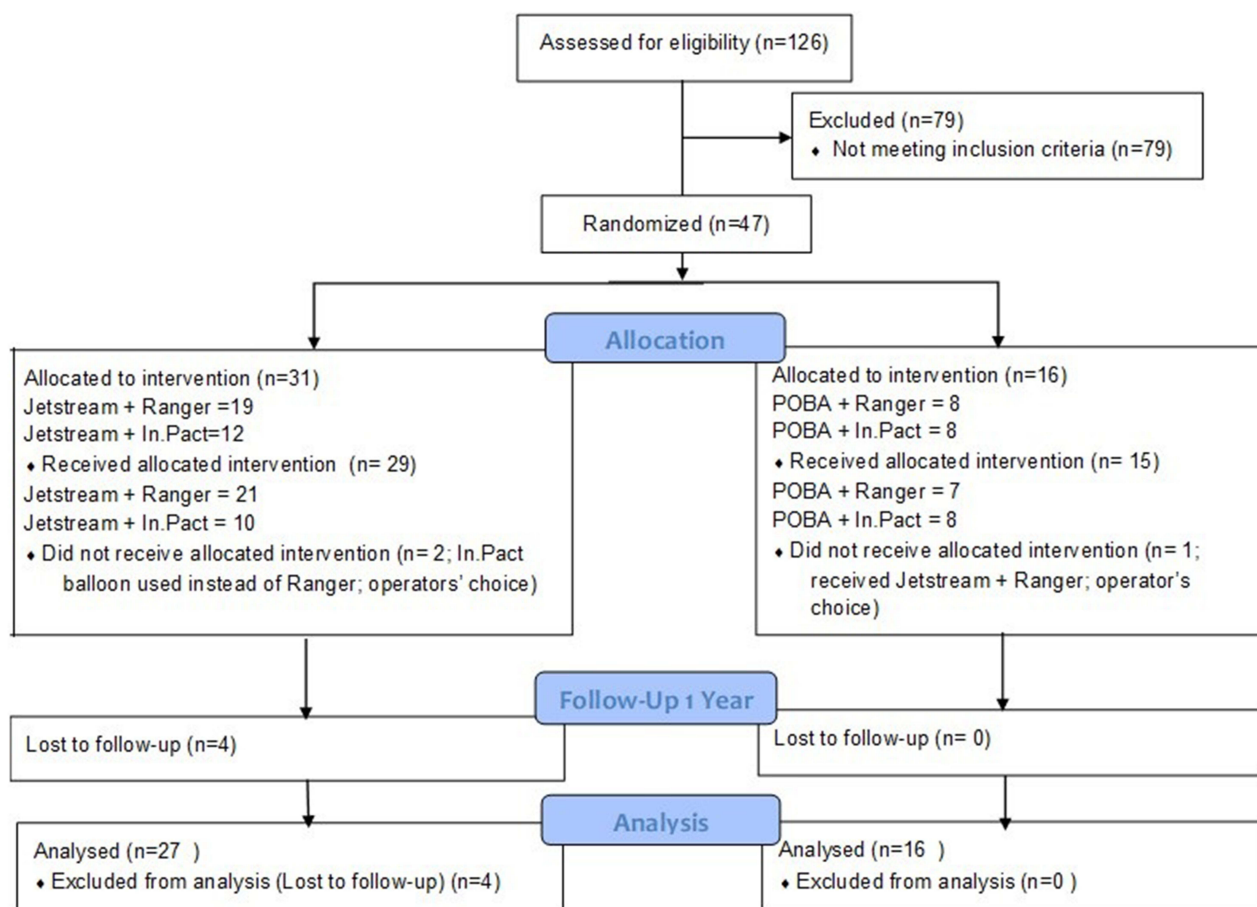 Assessed for eligibility (n=126)
Excluded (n=79)
♦ Not meeting inclusion criteria (n=79)
Randomized (n=47)
Allocation
Allocated to intervention (n=31)
Jetstream + Ranger =19
Jetstream + In.Pact=12
♦ Received allocated intervention (n= 29)
Jetstream + Ranger = 21
Jetstream + In.Pact = 10
♦ Did not receive allocated intervention (n= 2; In.Pact
balloon used instead of Ranger; operators' choice)
Allocated to intervention (n=16)
POBA + Ranger = 8
POBA + In.Pact = 8
♦ Received allocated intervention (n= 15)
POBA + Ranger = 7
POBA + In.Pact = 8
♦ Did not receive allocated intervention (n= 1;
received Jetstream + Ranger; operator's
choice)
Follow-Up 1 Year
Lost to follow-up (n=4)
Lost to follow-up (n= 0)
Analysis
Analysed (n=27 )
♦ Excluded from analysis (Lost to follow-up) (n=4)
Analysed (n=16 )
♦ Excluded from analysis (n=0 )